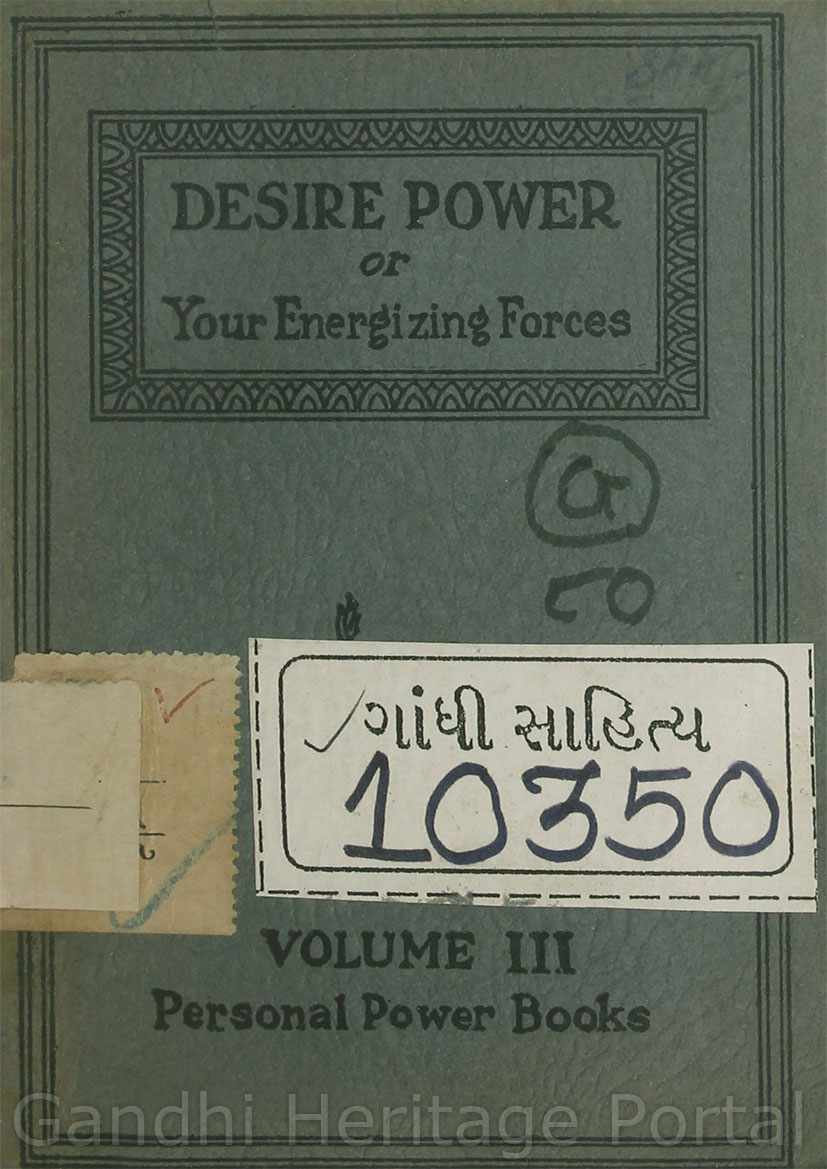 DESIRE POWER
or
Your Energizing Forces
ગાંધી સાહિત્ય
10350
VOLUME III
Personal Power Books
Gandhi Heritage Portal